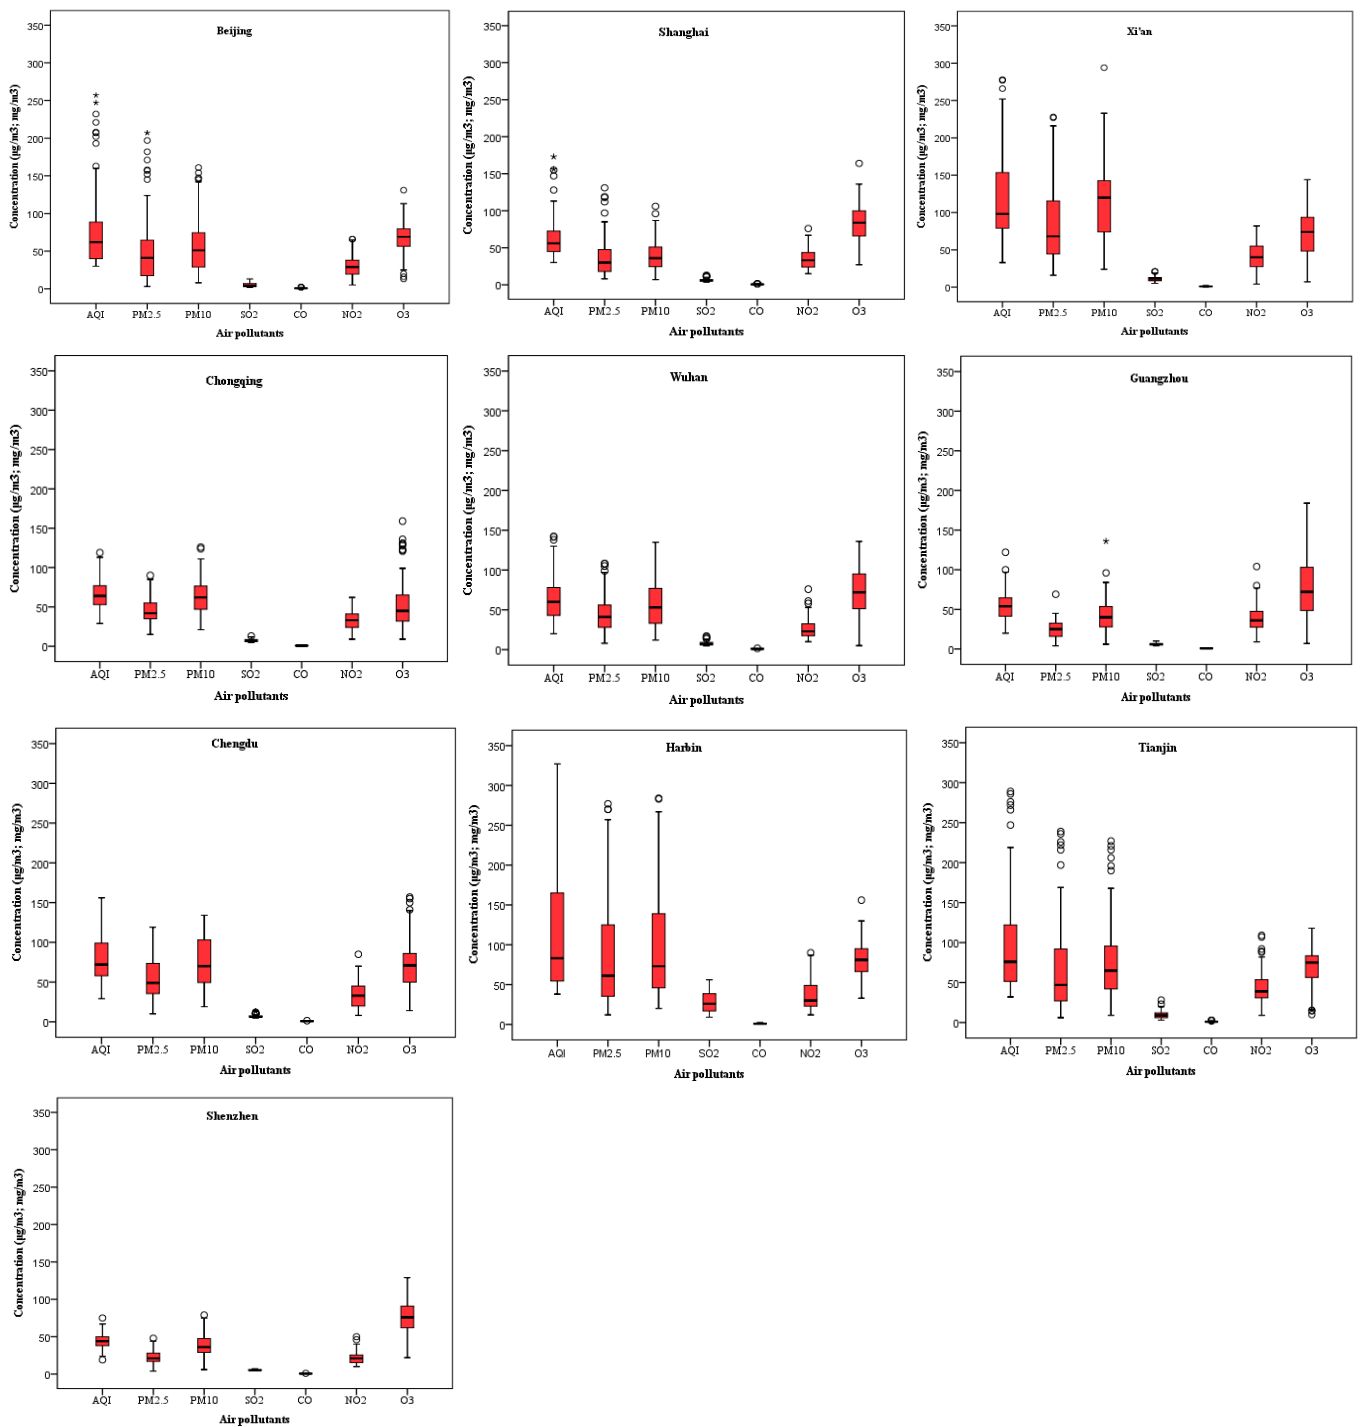 Beijing
Concentration (µg/m3; mg/m3)
350
300
250
200
150
100
50
0
AQI PM2.5 PM10 SO2 CO NO2 O3
Air pollutants
Shanghai
Concentration (µg/m3; mg/m3)
350
300
250
200
150
100
50
0
AQI PM2.5 PM10 SO2 CO NO2 O3
Air pollutants
Xi'an
Concentration (µg/m3; mg/m3)
350
300
250
200
150
100
50
0
AQI PM2.5 PM10 SO2 CO NO2 O3
Air pollutants
Chongqing
Concentration (µg/m3; mg/m3)
350
300
250
200
150
100
50
0
AQI PM2.5 PM10 SO2 CO NO2 O3
Air pollutants
Wuhan
Concentration (µg/m3; mg/m3)
350
300
250
200
150
100
50
0
AQI PM2.5 PM10 SO2 CO NO2 O3
Air pollutants
Guangzhou
Concentration (µg/m3; mg/m3)
350
300
250
200
150
100
50
0
AQI PM2.5 PM10 SO2 CO NO2 O3
Air pollutants
Chengdu
Concentration (µg/m3; mg/m3)
350
300
250
200
150
100
50
0
AQI PM2.5 PM10 SO2 CO NO2 O3
Air pollutants
Harbin
Concentration (µg/m3; mg/m3)
350
300
250
200
150
100
50
0
AQI PM2.5 PM10 SO2 CO NO2 O3
Air pollutants
Tianjin
Concentration (µg/m3; mg/m3)
350
300
250
200
150
100
50
0
AQI PM2.5 PM10 SO2 CO NO2 O3
Air pollutants
Shenzhen
Concentration (µg/m3; mg/m3)
350
300
250
200
150
100
50
0
AQI PM2.5 PM10 SO2 CO NO2 O3
Air pollutants